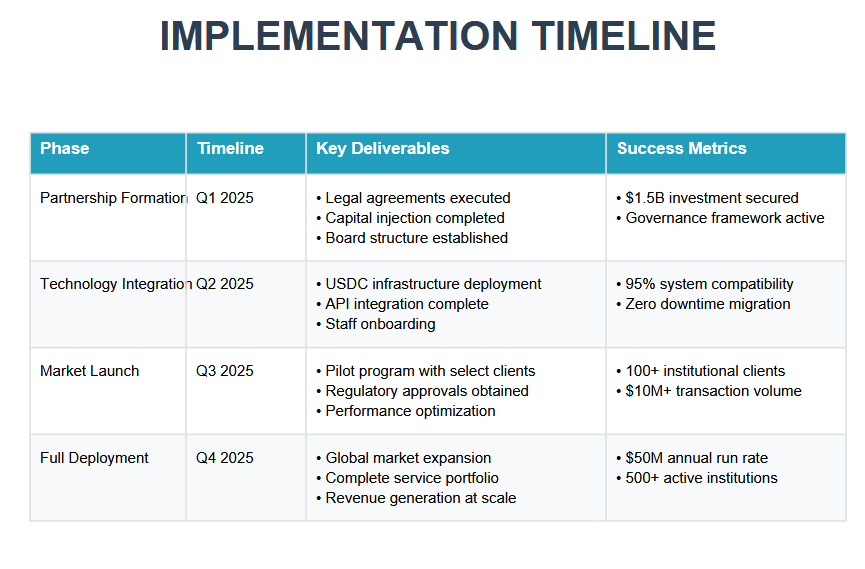 IMPLEMENTATION TIMELINE
Phase Timeline Key Deliverables Success Metrics
Partnership Formation Q1 2025 • Legal agreements executed • $1.5B investment secured
• Capital injection completed • Governance framework active
• Board structure established
Technology Integration Q2 2025 • USDC infrastructure deployment • 95% system compatibility
• API integration complete • Zero downtime migration
• Staff onboarding
Market Launch Q3 2025 • Pilot program with select clients • 100+ institutional clients
• Regulatory approvals obtained • $10M+ transaction volume
• Performance optimization
Full Deployment Q4 2025 • Global market expansion • $50M annual run rate
• Complete service portfolio • 500+ active institutions
• Revenue generation at scale